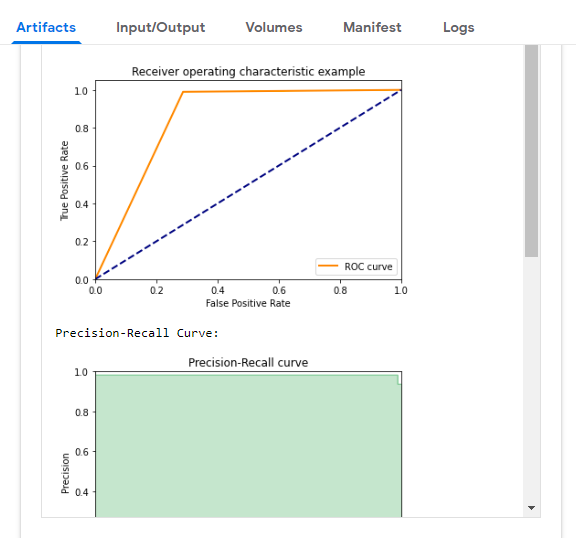 Artifacts Input/Output Volumes Manifest Logs
Receiver operating characteristic example
1.0
0.8
0.6
0.4
0.2
0.0
True Positive Rate
ROC curve
0.0 0.2 0.4 0.6 0.8 1.0
False Positive Rate
Precision-Recall Curve:
Precision-Recall curve
1.0
0.8
0.6
0.4
Precision